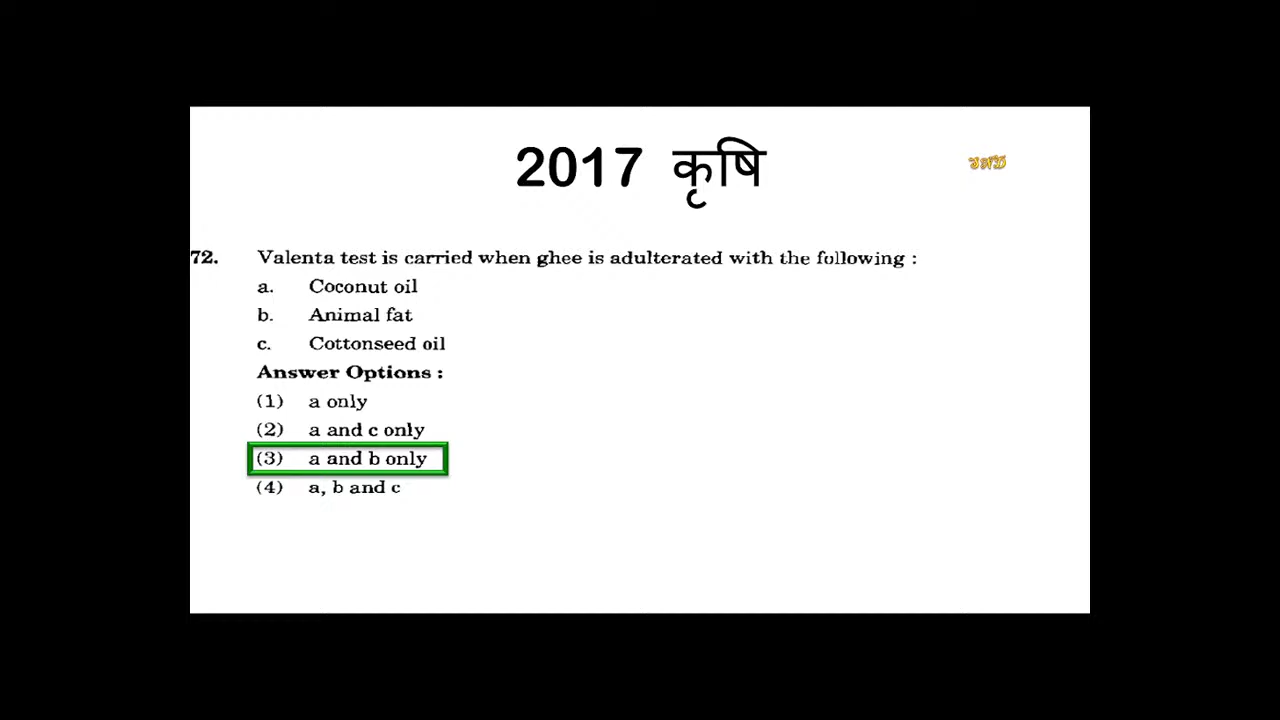 2017 कृषि
72. Valenta test is carried when ghee is adulterated with the following :
a. Coconut oil
b. Animal fat
c. Cottonseed oil
Answer Options :
(1) a only
(2) a and c only
(3) a and b only
(4) a, b and c